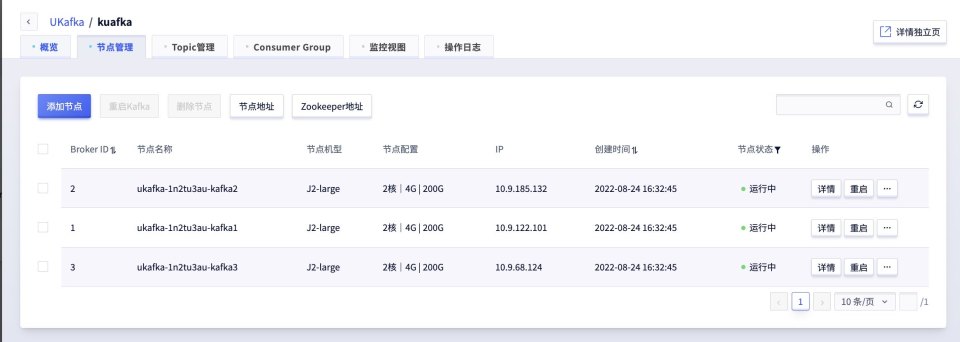 UKafka / kuafka
详情独立页
概览 节点管理 Topic管理 Consumer Group 监控视图 操作日志
添加节点 重启Kafka 删除节点 节点地址 Zookeeper地址
Broker ID 节点名称 节点机型 节点配置 IP 创建时间 节点状态 操作
2 ukafka-1n2tu3au-kafka2 J2-large 2核 | 4G | 200G 10.9.185.132 2022-08-24 16:32:45 运行中 详情 重启 ...
1 ukafka-1n2tu3au-kafka1 J2-large 2核 | 4G | 200G 10.9.122.101 2022-08-24 16:32:45 运行中 详情 重启 ...
3 ukafka-1n2tu3au-kafka3 J2-large 2核 | 4G | 200G 10.9.68.124 2022-08-24 16:32:45 运行中 详情 重启 ...
1 10 条/页 /1